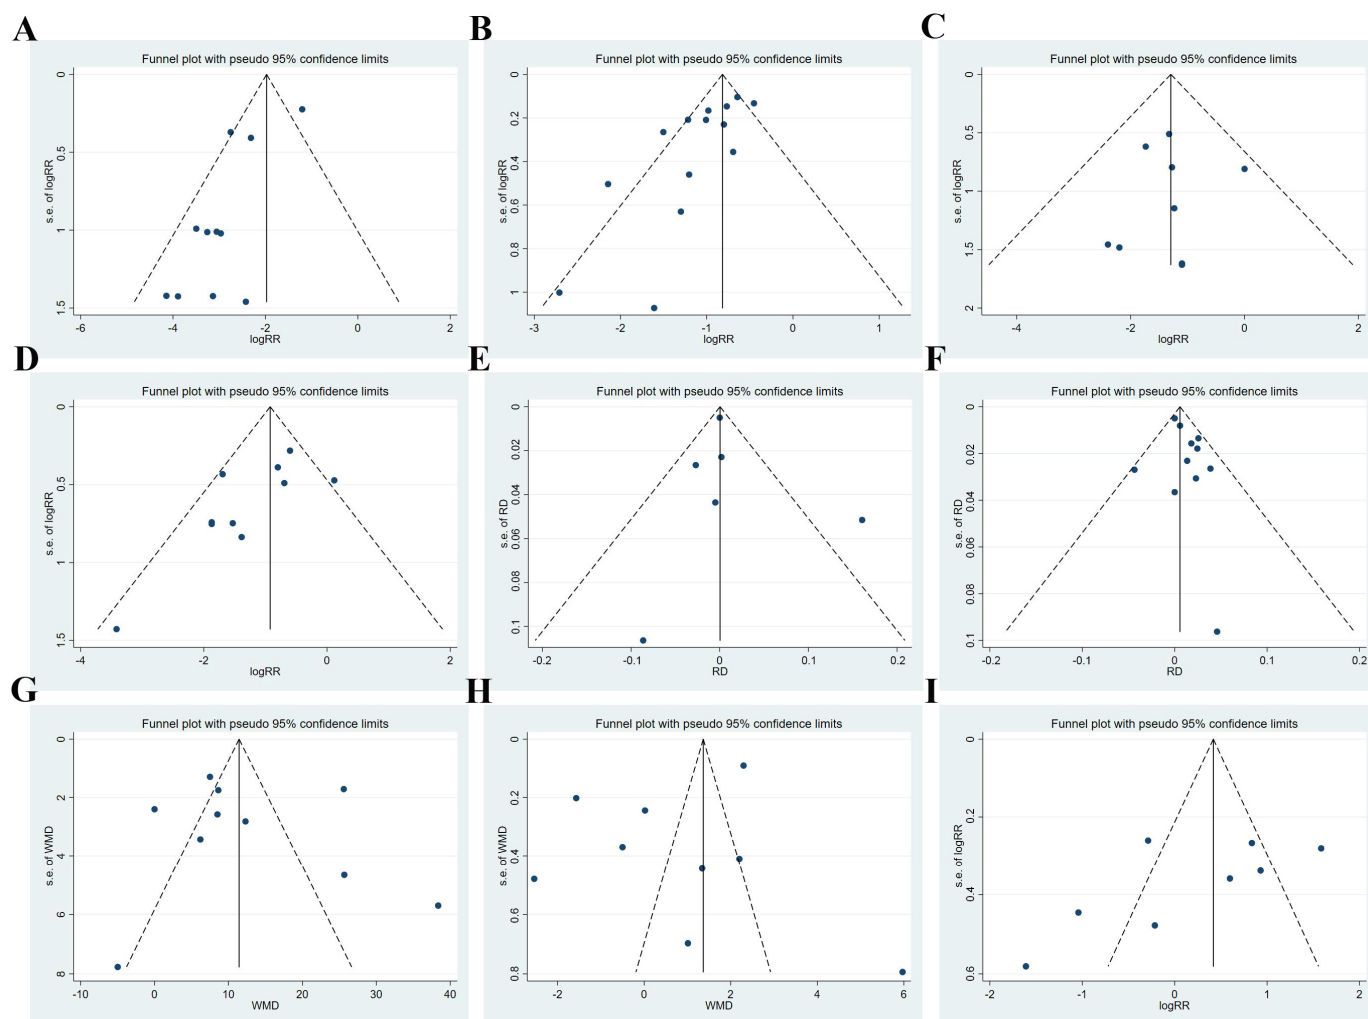 A
Funnel plot with pseudo 95% confidence limits
s.e. of logRR
0
0.5
1
1.5
-6 -4 -2 0 2
logRR
B
Funnel plot with pseudo 95% confidence limits
s.e. of logRR
0
0.2
0.4
0.6
0.8
1
-3 -2 -1 0 1
logRR
C
Funnel plot with pseudo 95% confidence limits
s.e. of logRR
0
0.5
1
1.5
2
-4 -2 0 2
logRR
D
Funnel plot with pseudo 95% confidence limits
s.e. of logRR
0
0.5
1
1.5
-4 -2 0 2
logRR
E
Funnel plot with pseudo 95% confidence limits
s.e. of RD
0
0.02
0.04
0.06
0.08
0.1
-0.2 -0.1 0 0.1 0.2
RD
F
Funnel plot with pseudo 95% confidence limits
s.e. of RD
0
0.02
0.04
0.06
0.08
0.1
-0.2 -0.1 0 0.1 0.2
RD
G
Funnel plot with pseudo 95% confidence limits
s.e. of WMD
0
2
4
6
8
-10 0 10 20 30 40
WMD
H
Funnel plot with pseudo 95% confidence limits
s.e. of WMD
0
0.2
0.4
0.6
0.8
-2 0 2 4 6
WMD
I
Funnel plot with pseudo 95% confidence limits
s.e. of logRR
0
0.2
0.4
0.6
-2 -1 0 1 2
logRR